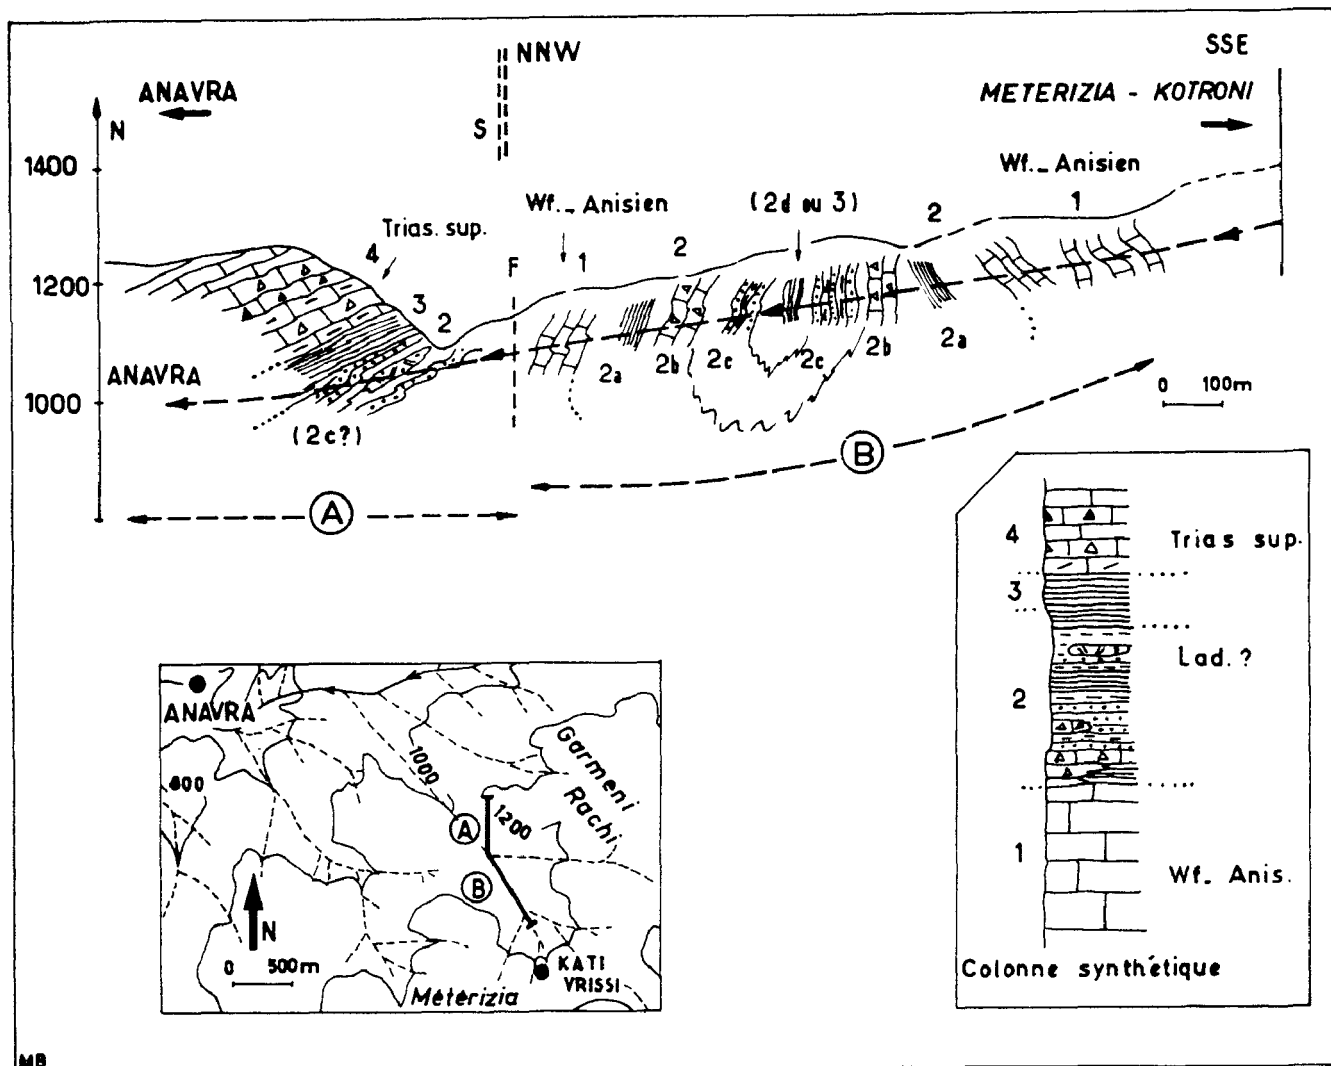 NNW
SSE
ANAVRA
METERIZIA - KOTRONI
N
S
1400
Wf._ Anisien
(2d ou 3)
2
Wf._ Anisien
1
4
Trias. sup.
F
1
2
1200
3
2
ANAVRA
1000
2a
2b
2c
2c
2b
2a
0 100m
(2c?)
B
A
4
Trias sup.
3
Lad. ?
2
1
Wf_ Anis.
Colonne synthétique
ANAVRA
800
1000
Garmeni
Rachi
1200
A
B
N
0 500m
KATI
VRISSI
Métérizia
MB